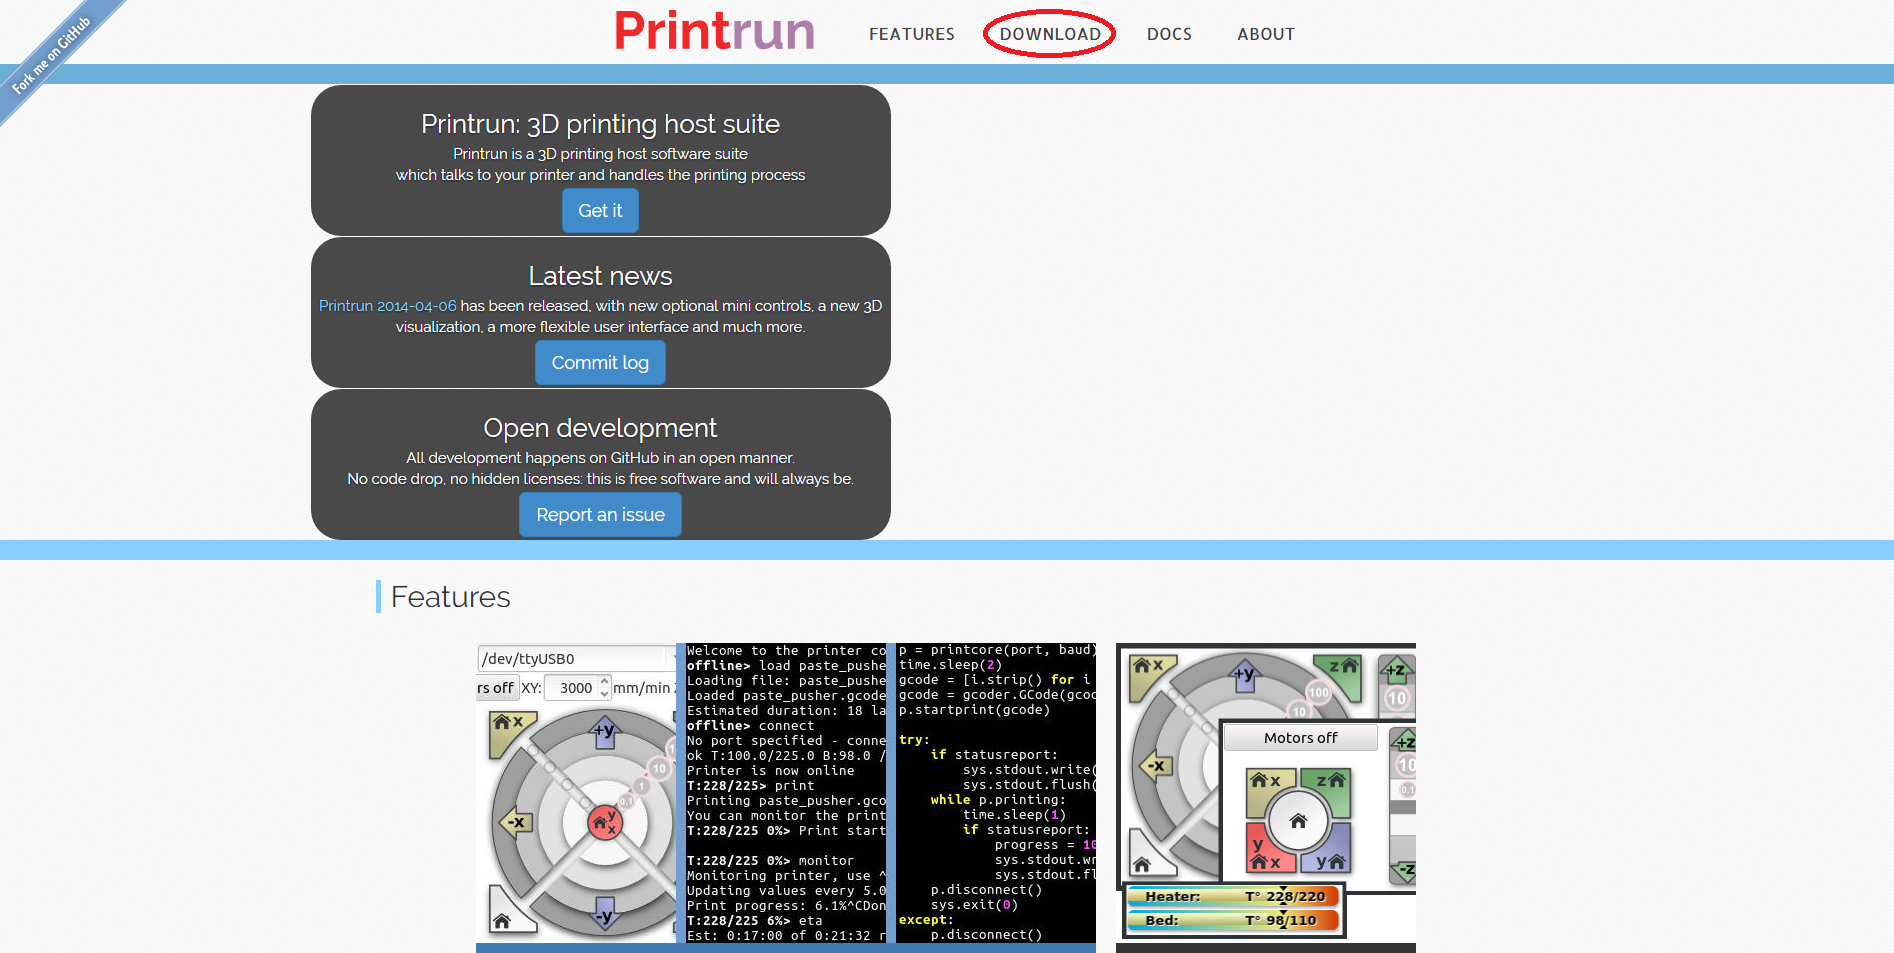 Fork me on GitHub
Printrun
FEATURES
DOWNLOAD
DOCS
ABOUT
Printrun: 3D printing host suite
Printrun is a 3D printing host software suite
which talks to your printer and handles the printing process
Get it
Latest news
Printrun 2014-04-06 has been released, with new optional mini controls, a new 3D
visualization, a more flexible user interface and much more.
Commit log
Open development
All development happens on GitHub in an open manner.
No code drop, no hidden licenses: this is free software and will always be.
Report an issue
Features
/dev/ttyUSB0
rs off XY: 3000 mm/min
x
+y
10
1
0.1
-x
y
x
-y
Welcome to the printer co
offline> load paste_pushe
Loading file: paste_pushe
Loaded paste_pusher.gcode
Estimated duration: 18 la
offline> connect
No port specified - conne
ok T:100.0/225.0 B:98.0 /
Printer is now online
T:228/225> print
Printing paste_pusher.gco
You can monitor the print
T:228/225 0%> Print start
T:228/225 0%> monitor
Monitoring printer, use ^
Updating values every 5.0
Print progress: 6.1%^CDon
T:228/225 6%> eta
Est: 0:17:00 of 0:21:32 r
p = printcore(port, baud)
time.sleep(2)
gcode = [i.strip() for i
gcode = gcoder.GCode(gcod
p.startprint(gcode)
try:
if statusreport:
sys.stdout.write(
sys.stdout.flush(
while p.printing:
time.sleep(1)
if statusreport:
progress = 10
sys.stdout.wr
sys.stdout.fl
p.disconnect()
sys.exit(0)
except:
p.disconnect()
x
+y
z
100
10
+z
10
-x
Motors off
x
z
y
x
y
+z
10
0.1
-z
Heater: T° 228/220
Bed: T° 98/110